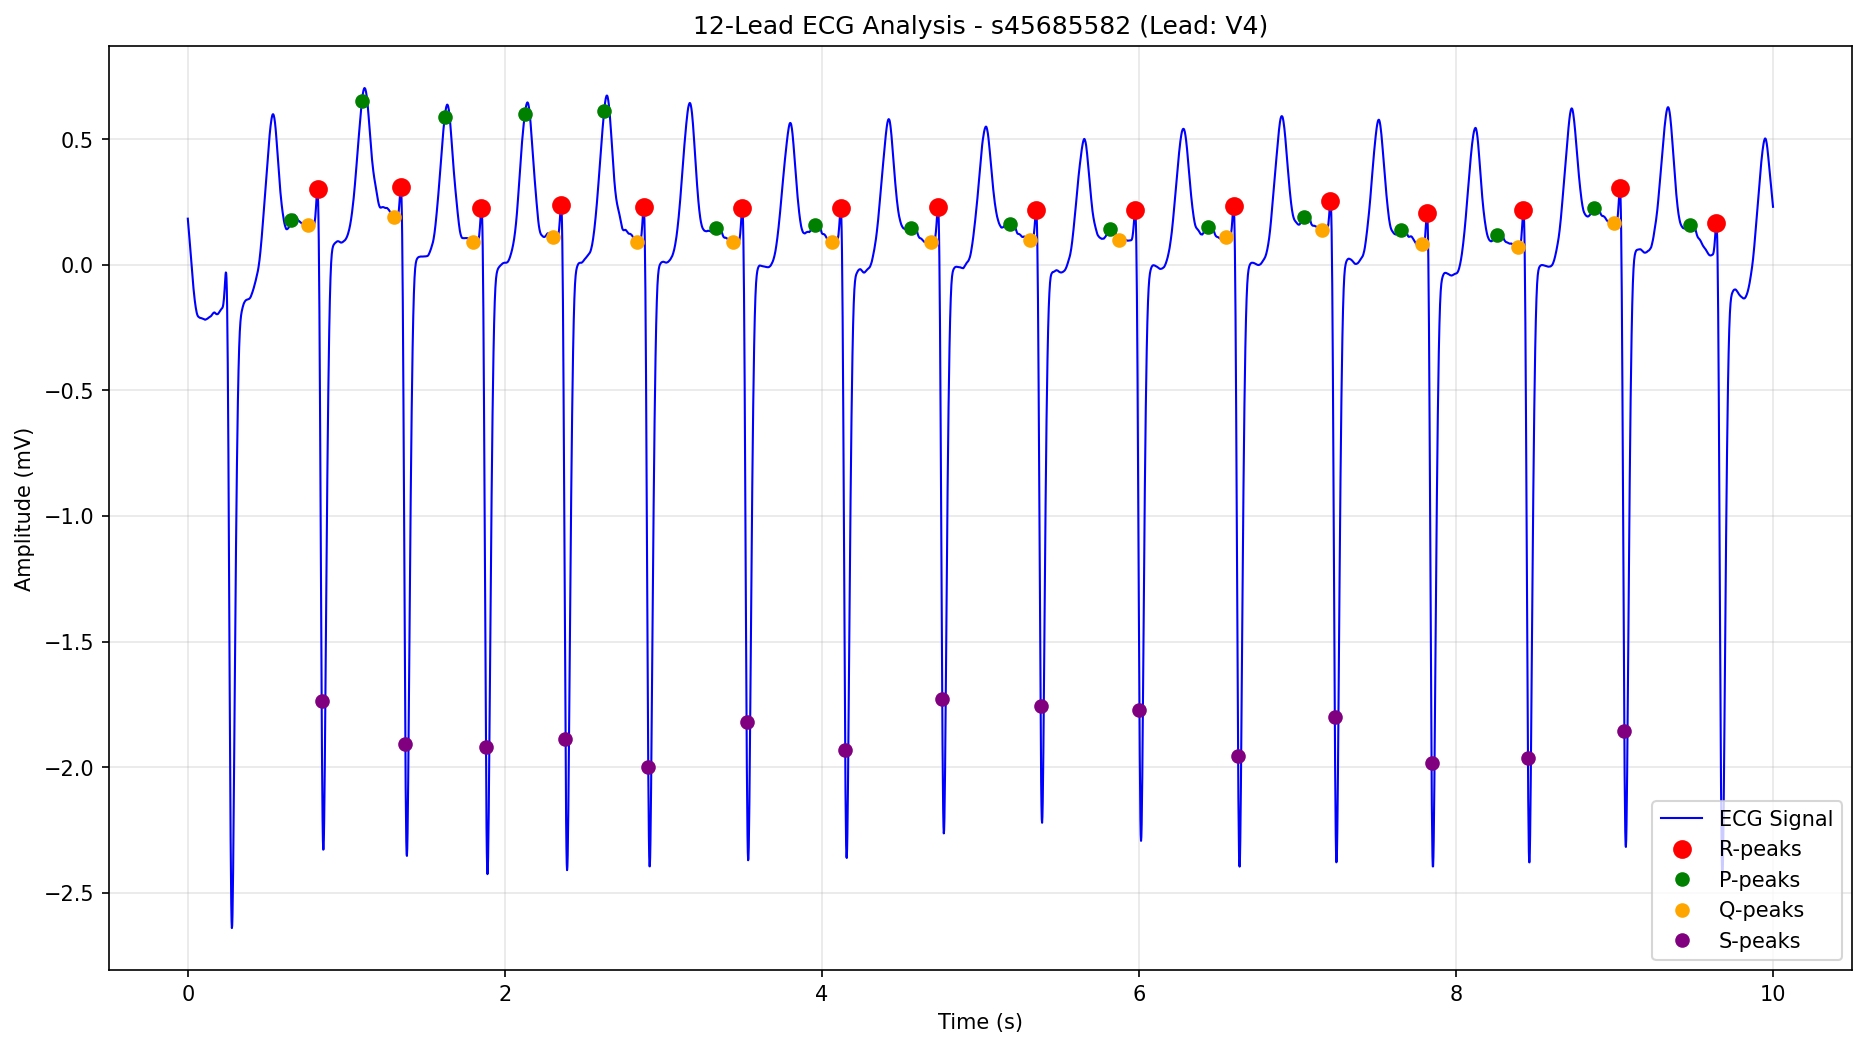 12-Lead ECG Analysis - s45685582 (Lead: V4)
Amplitude (mV)
0.5
0.0
−0.5
−1.0
−1.5
−2.0
−2.5
ECG Signal
R-peaks
P-peaks
Q-peaks
S-peaks
0 2 4 6 8 10
Time (s)